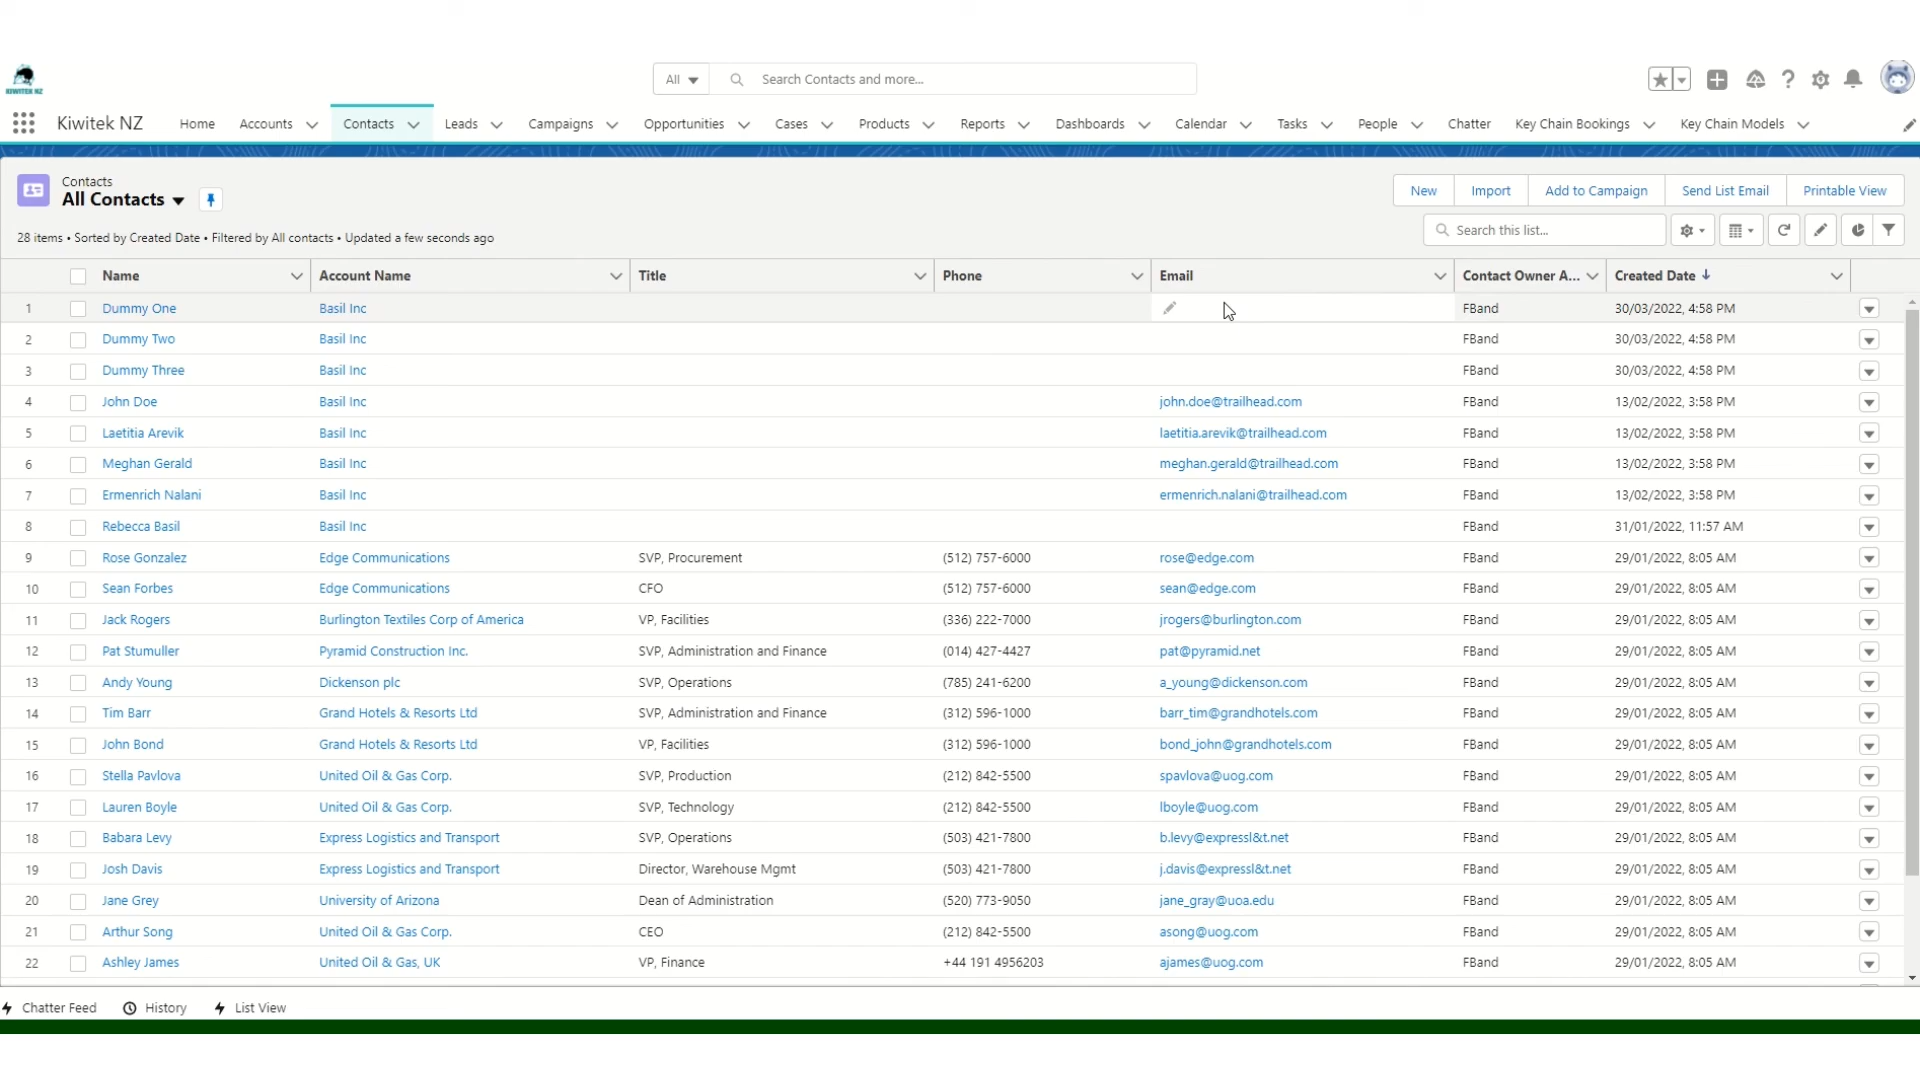 KIWITEK NZ
All
Search Contacts and more...
Kiwitek NZ Home Accounts Contacts Leads Campaigns Opportunities Cases Products Reports Dashboards Calendar Tasks People Chatter Key Chain Bookings Key Chain Models
Contacts
All Contacts
New Import Add to Campaign Send List Email Printable View
28 items • Sorted by Created Date • Filtered by All contacts • Updated a few seconds ago
Search this list...
Name Account Name Title Phone Email Contact Owner A... Created Date
1 Dummy One Basil Inc FBand 30/03/2022, 4:58 PM
2 Dummy Two Basil Inc FBand 30/03/2022, 4:58 PM
3 Dummy Three Basil Inc FBand 30/03/2022, 4:58 PM
4 John Doe Basil Inc john.doe@trailhead.com FBand 13/02/2022, 3:58 PM
5 Laetitia Arevik Basil Inc laetitia.arevik@trailhead.com FBand 13/02/2022, 3:58 PM
6 Meghan Gerald Basil Inc meghan.gerald@trailhead.com FBand 13/02/2022, 3:58 PM
7 Ermenrich Nalani Basil Inc ermenrich.nalani@trailhead.com FBand 13/02/2022, 3:58 PM
8 Rebecca Basil Basil Inc FBand 31/01/2022, 11:57 AM
9 Rose Gonzalez Edge Communications SVP, Procurement (512) 757-6000 rose@edge.com FBand 29/01/2022, 8:05 AM
10 Sean Forbes Edge Communications CFO (512) 757-6000 sean@edge.com FBand 29/01/2022, 8:05 AM
11 Jack Rogers Burlington Textiles Corp of America VP, Facilities (336) 222-7000 jrogers@burlington.com FBand 29/01/2022, 8:05 AM
12 Pat Stumuller Pyramid Construction Inc. SVP, Administration and Finance (014) 427-4427 pat@pyramid.net FBand 29/01/2022, 8:05 AM
13 Andy Young Dickenson plc SVP, Operations (785) 241-6200 a_young@dickenson.com FBand 29/01/2022, 8:05 AM
14 Tim Barr Grand Hotels & Resorts Ltd SVP, Administration and Finance (312) 596-1000 barr_tim@grandhotels.com FBand 29/01/2022, 8:05 AM
15 John Bond Grand Hotels & Resorts Ltd VP, Facilities (312) 596-1000 bond_john@grandhotels.com FBand 29/01/2022, 8:05 AM
16 Stella Pavlova United Oil & Gas Corp. SVP, Production (212) 842-5500 spavlova@uog.com FBand 29/01/2022, 8:05 AM
17 Lauren Boyle United Oil & Gas Corp. SVP, Technology (212) 842-5500 lboyle@uog.com FBand 29/01/2022, 8:05 AM
18 Babara Levy Express Logistics and Transport SVP, Operations (503) 421-7800 b.levy@expressl&t.net FBand 29/01/2022, 8:05 AM
19 Josh Davis Express Logistics and Transport Director, Warehouse Mgmt (503) 421-7800 j.davis@expressl&t.net FBand 29/01/2022, 8:05 AM
20 Jane Grey University of Arizona Dean of Administration (520) 773-9050 jane_gray@uoa.edu FBand 29/01/2022, 8:05 AM
21 Arthur Song United Oil & Gas Corp. CEO (212) 842-5500 asong@uog.com FBand 29/01/2022, 8:05 AM
22 Ashley James United Oil & Gas, UK VP, Finance +44 191 4956203 ajames@uog.com FBand 29/01/2022, 8:05 AM
Chatter Feed History List View